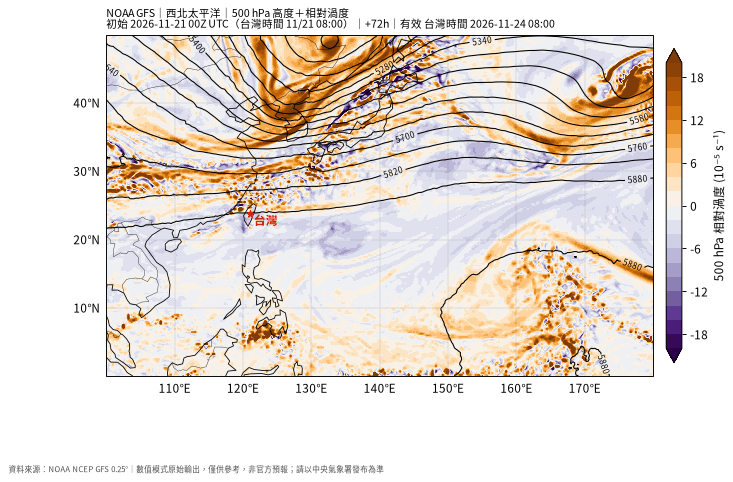 NOAA GFS｜西北太平洋｜500 hPa 高度＋相對渦度
初始 2026-11-21 00Z UTC（台灣時間 11/21 08:00）｜+72h｜有效 台灣時間 2026-11-24 08:00
5400
5340
540
5280
5580
5700
5760
5820
5880
5880
5880
台灣
40°N
30°N
20°N
10°N
110°E
120°E
130°E
140°E
150°E
160°E
170°E
18
12
6
0
-6
-12
-18
500 hPa 相對渦度 (10⁻⁵ s⁻¹)
資料來源：NOAA NCEP GFS 0.25°｜數值模式原始輸出，僅供參考，非官方預報；請以中央氣象署發布為準